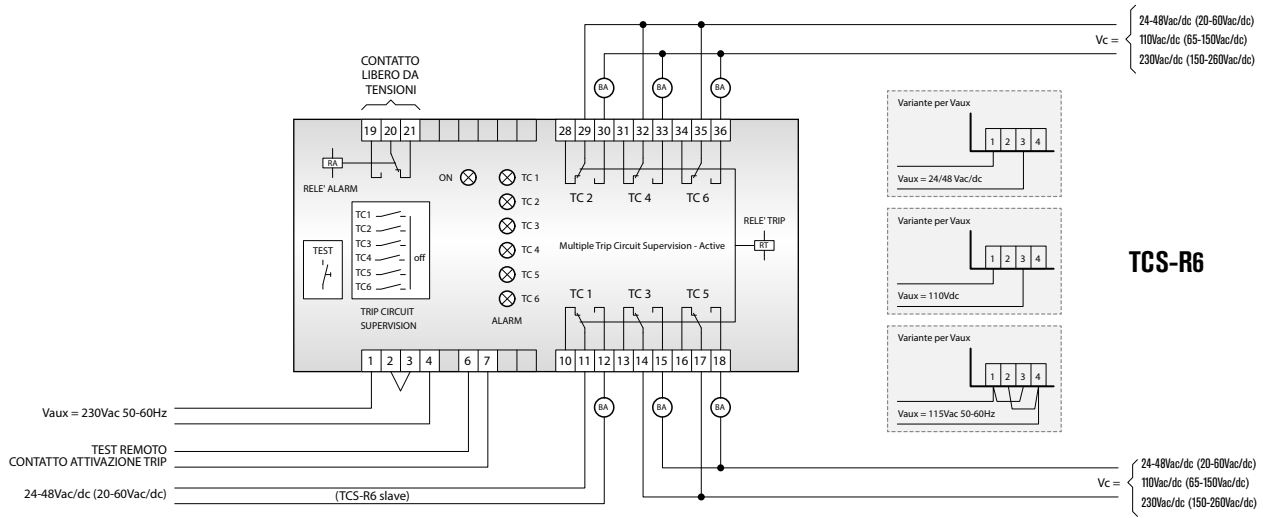 24-48Vac/dc (20-60Vac/dc)
Vc =
110Vac/dc (65-150Vac/dc)
230Vac/dc (150-260Vac/dc)
CONTATTO
LIBERO DA
TENSIONI
BA BA BA
19 20 21
28 29 30 31 32 33 34 35 36
RA
RELE' ALARM
ON
TC 1
TC 2
TC 3
TC 4
TC 5
TC 6
ALARM
TC 2 TC 4 TC 6
RELE' TRIP
RT
Multiple Trip Circuit Supervision - Active
TEST
TC1
TC2
TC3
TC4
TC5
TC6
off
TRIP CIRCUIT
SUPERVISION
TC 1 TC 3 TC 5
1 2 3 4 6 7
10 11 12 13 14 15 16 17 18
BA BA BA
Vaux = 230Vac 50-60Hz
TEST REMOTO
CONTATTO ATTIVAZIONE TRIP
24-48Vac/dc (20-60Vac/dc)
(TCS-R6 slave)
Variante per Vaux
1 2 3 4
Vaux = 24/48 Vac/dc
Variante per Vaux
1 2 3 4
Vaux = 110Vdc
Variante per Vaux
1 2 3 4
Vaux = 115Vac 50-60Hz
TCS-R6
24-48Vac/dc (20-60Vac/dc)
Vc =
110Vac/dc (65-150Vac/dc)
230Vac/dc (150-260Vac/dc)